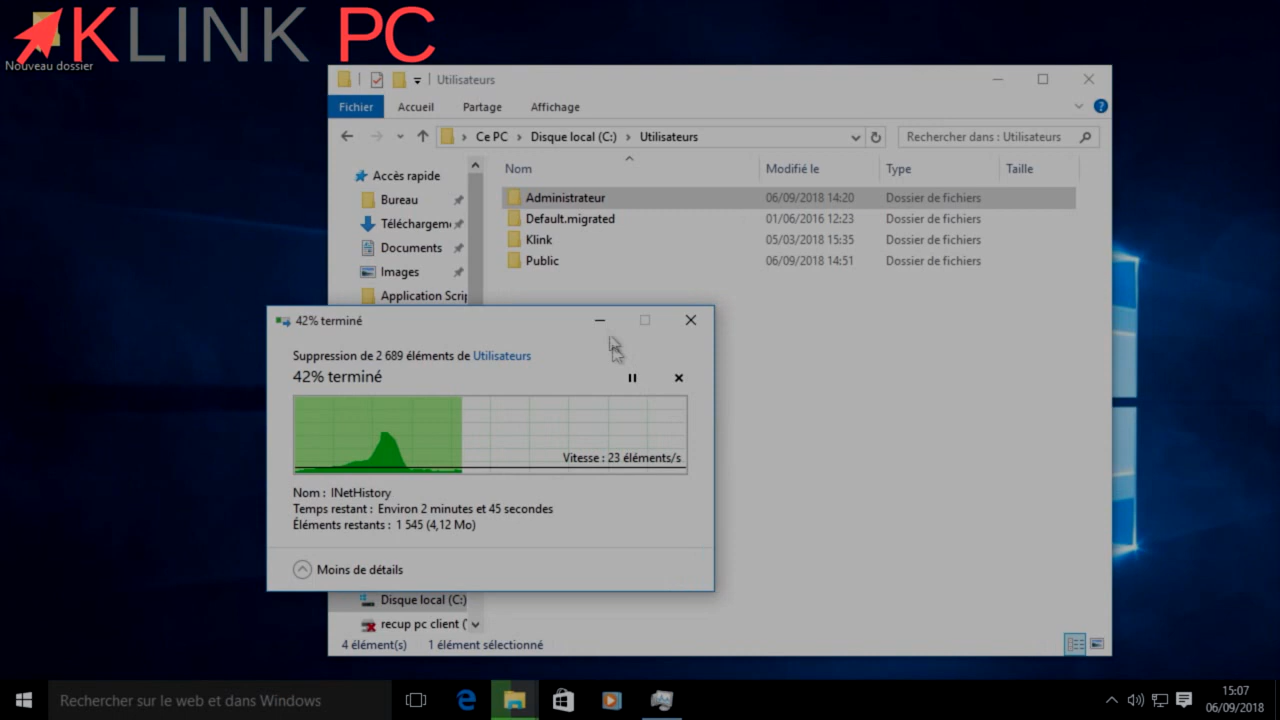 KLINK PC
Nouveau dossier
Utilisateurs
Fichier Accueil Partage Affichage
Ce PC Disque local (C:) Utilisateurs
Rechercher dans : Utilisateurs
Nom Modifié le Type Taille
Administrateur 06/09/2018 14:20 Dossier de fichiers
Default.migrated 01/06/2016 12:23 Dossier de fichiers
Klink 05/03/2018 15:35 Dossier de fichiers
Public 06/09/2018 14:51 Dossier de fichiers
Accès rapide
Bureau
Téléchargem
Documents
Images
Application Scrip
42% terminé
Suppression de 2 689 éléments de Utilisateurs
42% terminé
Vitesse : 23 éléments/s
Nom : INetHistory
Temps restant : Environ 2 minutes et 45 secondes
Éléments restants : 1 545 (4,12 Mo)
Moins de détails
Disque local (C:)
recup pc client (
4 élément(s) 1 élément sélectionné
Rechercher sur le web et dans Windows
15:07
06/09/2018